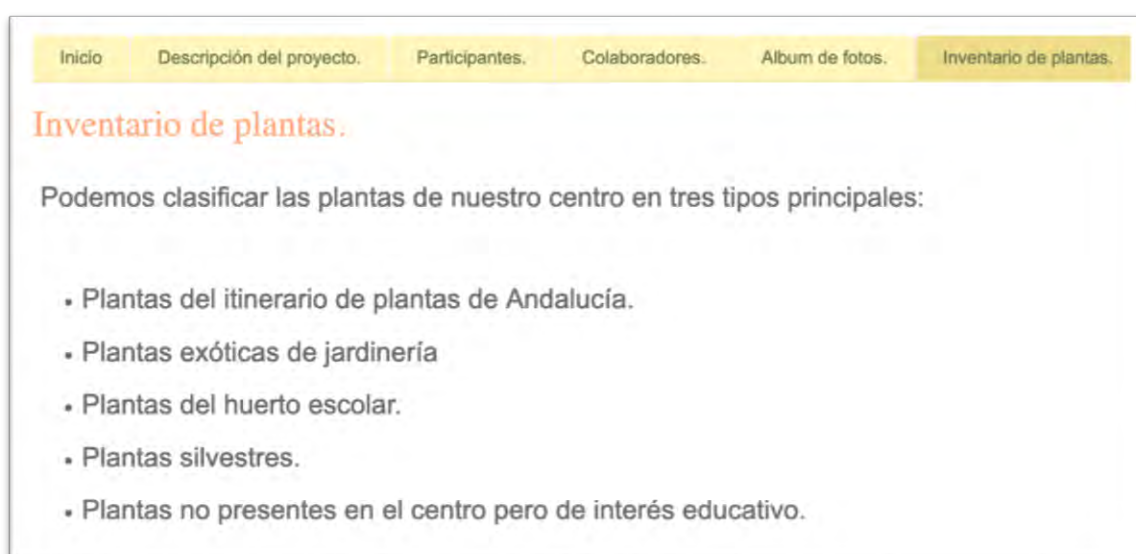 Inicio Descripción del proyecto. Participantes. Colaboradores. Album de fotos. Inventario de plantas.
Inventario de plantas.
Podemos clasificar las plantas de nuestro centro en tres tipos principales:
• Plantas del itinerario de plantas de Andalucía.
• Plantas exóticas de jardinería
• Plantas del huerto escolar.
• Plantas silvestres.
• Plantas no presentes en el centro pero de interés educativo.